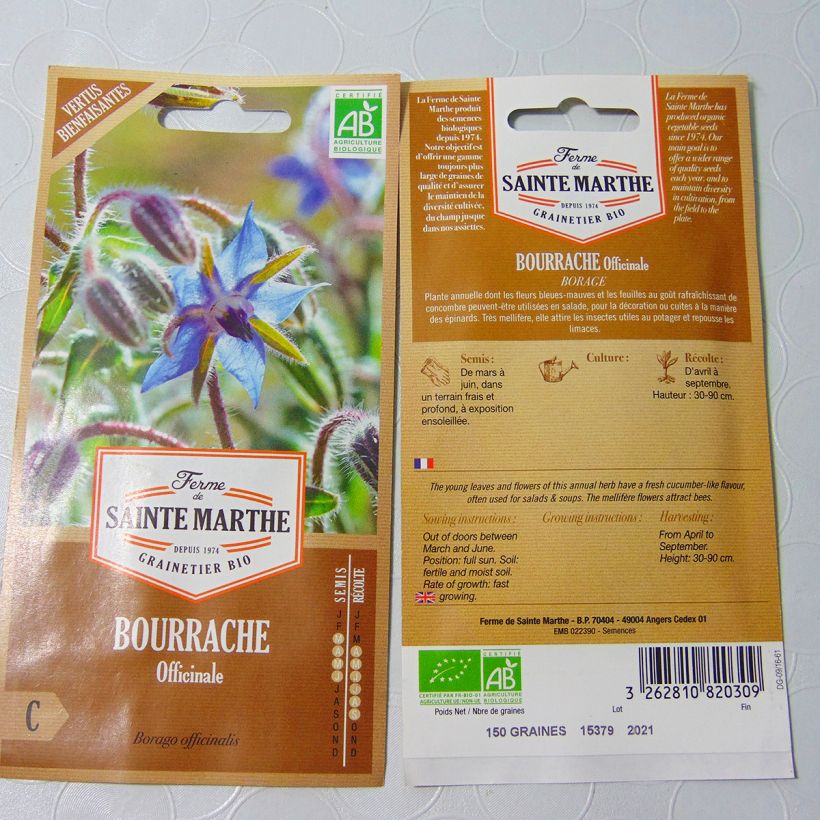 VERTUS
BIENFAISANTES
CERTIFIÉ
AB
AGRICULTURE
BIOLOGIQUE
Ferme
de
SAINTE MARTHE
DEPUIS 1974
GRAINETIER BIO
BOURRACHE
Officinale
C
Borago officinalis
SEMIS
J
F
M
A
M
J
J
A
S
O
N
D
RÉCOLTE
J
F
M
A
M
J
J
A
S
O
N
D
La Ferme de Sainte
Marthe produit
des semences
biologiques
depuis 1974.
Notre objectif est
d'offrir une gamme
toujours plus
large de graines de
qualité et d'assurer
le maintien de la
diversité cultivée,
du champ jusque
dans nos assiettes.
Ferme
de
SAINTE MARTHE
DEPUIS 1974
GRAINETIER BIO
La Ferme de
Sainte Marthe has
produced organic
vegetable seeds
since 1974. Our
main goal is to
offer a wider range
of quality seeds
each year, and to
maintain diversity
in cultivation, from
the field to the
plate.
BOURRACHE Officinale
BORAGE
Plante annuelle dont les fleurs bleues-mauves et les feuilles au goût rafraîchissant de
concombre peuvent-être utilisées en salade, pour la décoration ou cuites à la manière
des épinards. Très mellifère, elle attire les insectes utiles au potager et repousse les
limaces.
Semis :
De mars à
juin, dans
un terrain frais et
profond, à exposition
ensoleillée.
Culture :
Récolte :
D'avril à
septembre.
Hauteur : 30-90 cm.
The young leaves and flowers of this annual herb have a fresh cucumber-like flavour,
often used for salads & soups. The mellifère flowers attract bees.
Sowing instructions :
Out of doors between
March and June.
Position: full sun. Soil:
fertile and moist soil.
Rate of growth: fast
growing.
Growing instructions :
Harvesting :
From April to
September.
Height: 30-90 cm.
Ferme de Sainte Marthe - B.P. 70404 - 49004 Angers Cedex 01
EMB 022390 - Semences
CERTIFIÉ PAR FR-BIO-01
AGRICULTURE UE/NON-UE
CERTIFIÉ
AB
AGRICULTURE
BIOLOGIQUE
3 262810 820309
DG-09/16-61
Poids Net / Nbre de graines
Lot
Fin
150 GRAINES 15379 2021